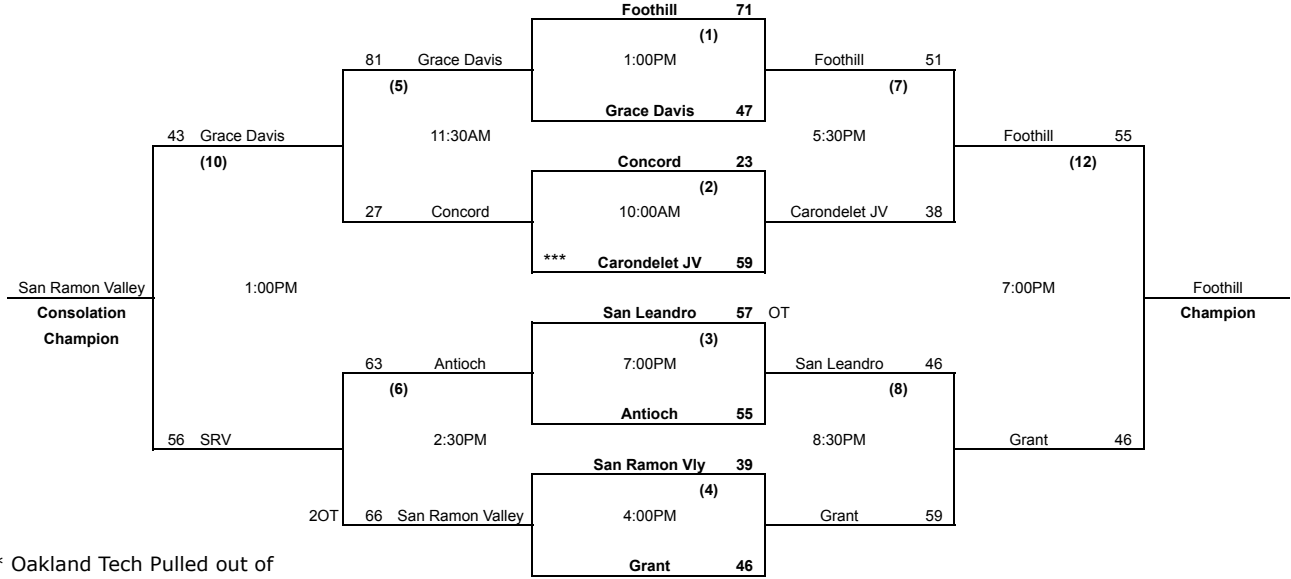 Foothill 71
(1)
81 Grace Davis 1:00PM Foothill 51
(5) (7)
Grace Davis 47
43 Grace Davis 11:30AM 5:30PM Foothill 55
(10) Concord 23 (12)
(2)
27 Concord 10:00AM Carondelet JV 38
*** Carondelet JV 59
San Ramon Valley 1:00PM 7:00PM Foothill
Consolation San Leandro 57 OT Champion
Champion (3)
63 Antioch 7:00PM San Leandro 46
(6) (8)
Antioch 55
56 SRV 2:30PM 8:30PM Grant 46
San Ramon Vly 39
(4)
2OT 66 San Ramon Valley 4:00PM Grant 59
* Oakland Tech Pulled out of
Grant 46